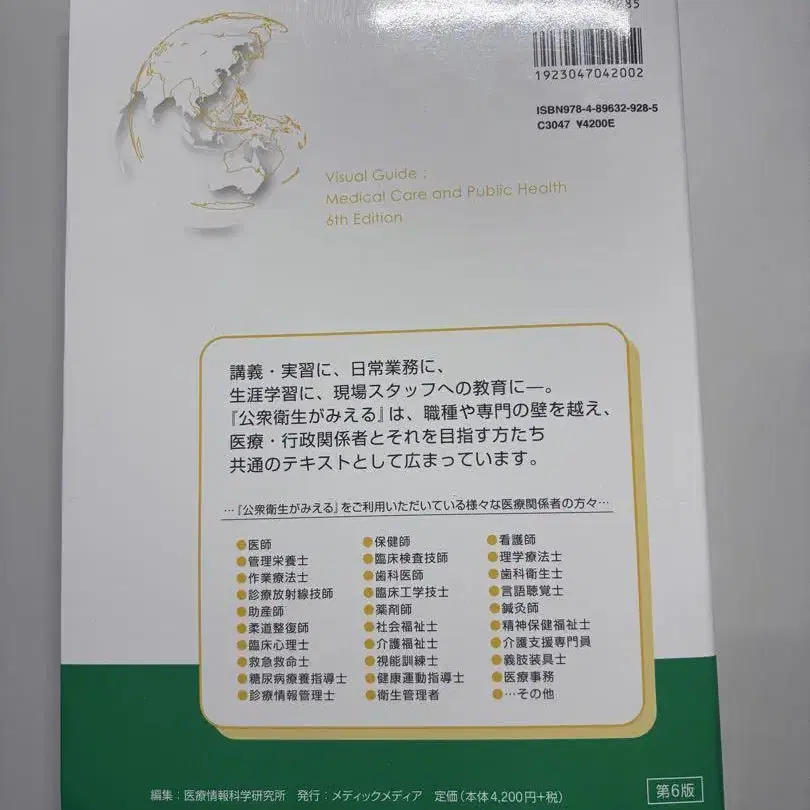 1923047042002
ISBN978-4-89632-928-5
C3047 ¥4200E
Visual Guide :
Medical Care and Public Health
6th Edition
講義・実習に、日常業務に、
生涯学習に、現場スタッフへの教育に―。
『公衆衛生がみえる』は、職種や専門の壁を越え、
医療・行政関係者とそれを目指す方たち
共通のテキストとして広まっています。
…『公衆衛生がみえる』をご利用いただいている様々な医療関係者の方々…
●医師 ●保健師 ●看護師
●管理栄養士 ●臨床検査技師 ●理学療法士
●作業療法士 ●歯科医師 ●歯科衛生士
●診療放射線技師 ●臨床工学技士 ●言語聴覚士
●助産師 ●薬剤師 ●鍼灸師
●柔道整復師 ●社会福祉士 ●精神保健福祉士
●臨床心理士 ●介護福祉士 ●介護支援専門員
●救急救命士 ●視能訓練士 ●義肢装具士
●糖尿病療養指導士 ●健康運動指導士 ●医療事務
●診療情報管理士 ●衛生管理者 ●…その他
編集：医療情報科学研究所 発行：メディックメディア 定価（本体4,200円+税）
第6版